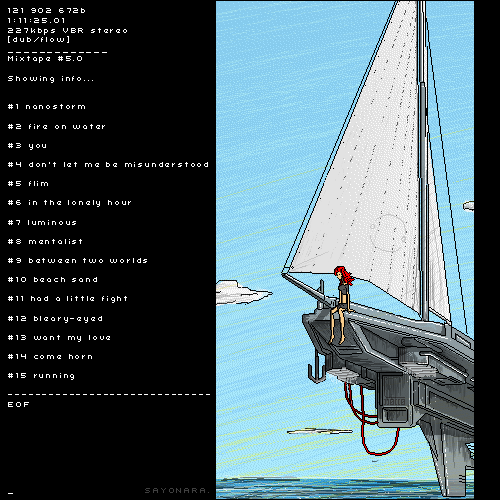 121 902 672b
1:11:25.01
227kbps VBR stereo
[dub/flow]
Mixtape #5.0
Showing info...
#1 nanostorm
#2 fire on water
#3 you
#4 don't let me be misunderstood
#5 flim
#6 in the lonely hour
#7 luminous
#8 mentalist
#9 between two worlds
#10 beach sand
#11 had a little fight
#12 bleary-eyed
#13 want my love
#14 come horn
#15 running
EOF
SAYONARA.